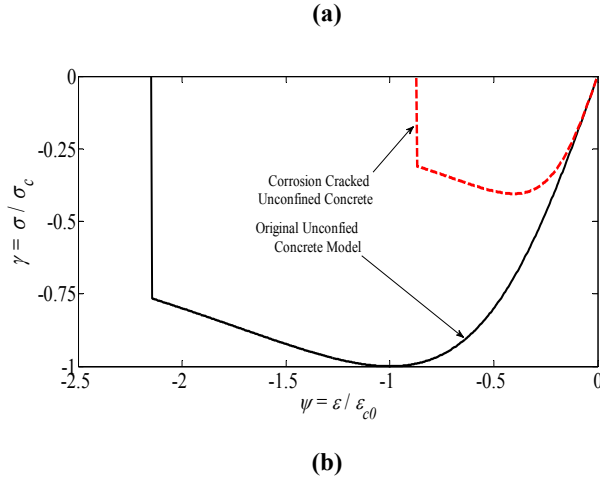 (a)
0
-0.25
-0.5
-0.75
-1
γ = σ / σc
Corrosion Cracked
Unconfined Concrete
Original Unconfied
Concrete Model
-2.5
-2
-1.5
-1
-0.5
0
ψ = ε / εc0
(b)